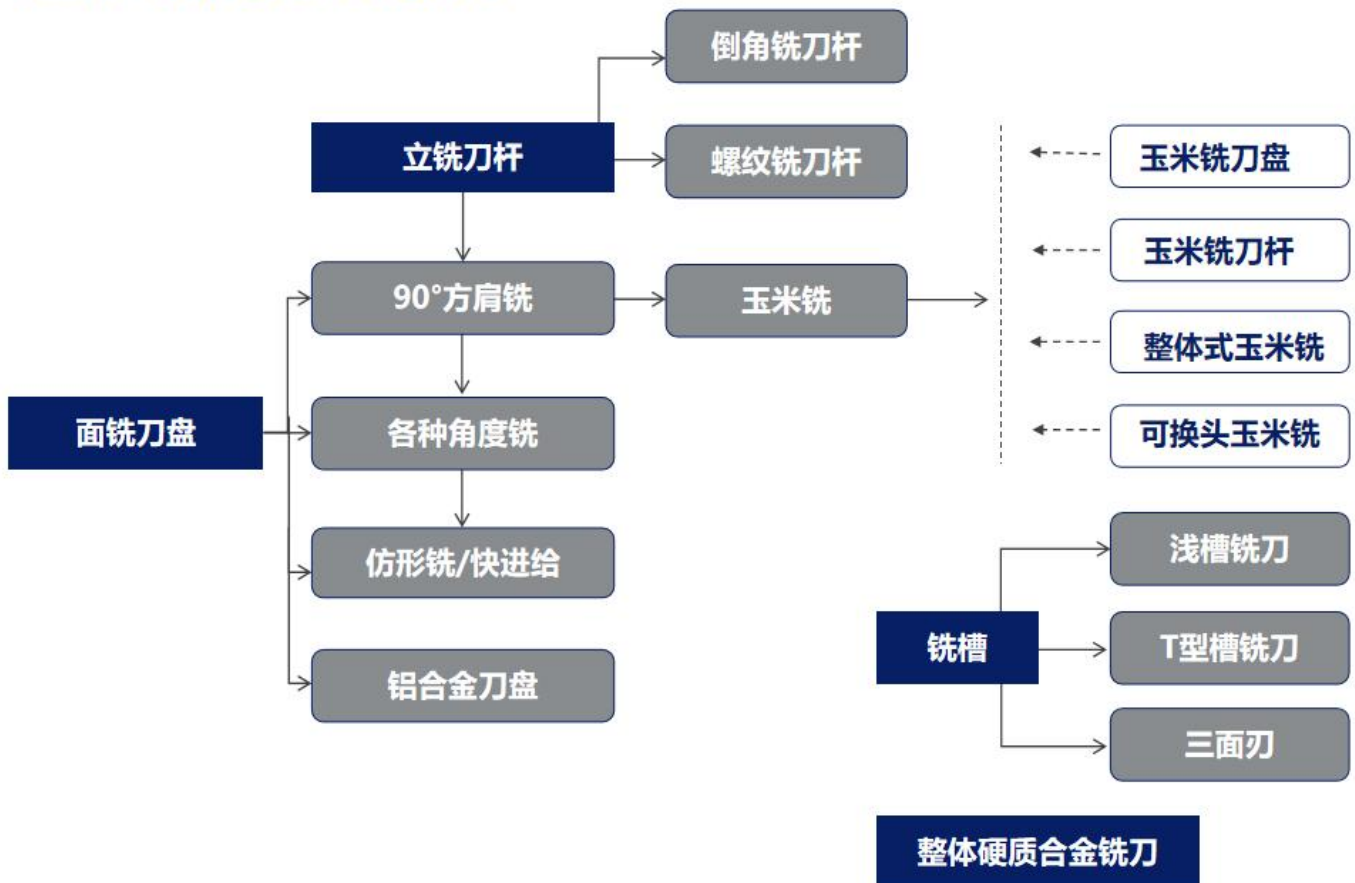 倒角铣刀杆
立铣刀杆
螺纹铣刀杆
玉米铣刀盘
玉米铣刀杆
90°方肩铣
玉米铣
整体式玉米铣
面铣刀盘
各种角度铣
可换头玉米铣
仿形铣/快进给
浅槽铣刀
铣槽
T型槽铣刀
铝合金刀盘
三面刃
整体硬质合金铣刀